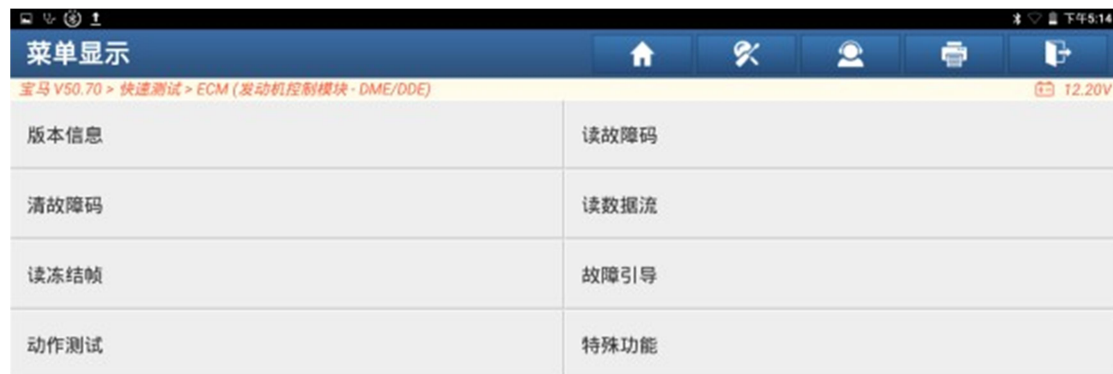 下午5:14
菜单显示
宝马 V50.70 > 快速测试 > ECM (发动机控制模块 - DME/DDE) 12.20V
版本信息 读故障码
清故障码 读数据流
读冻结帧 故障引导
动作测试 特殊功能